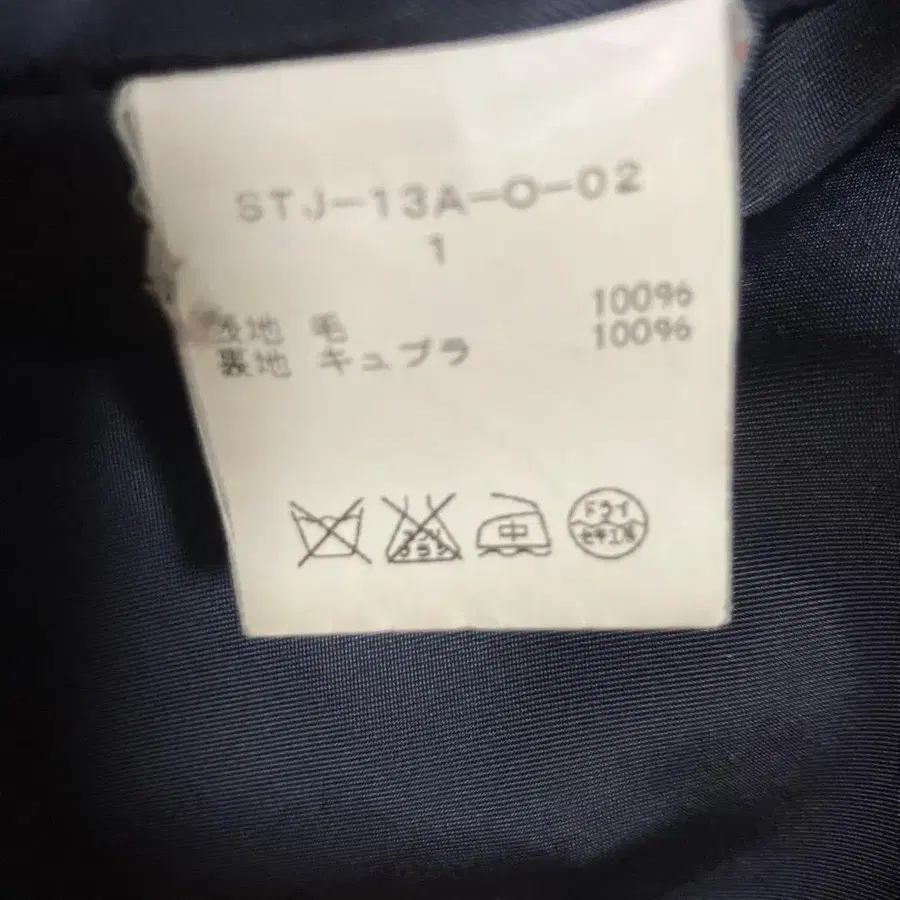 STJ-13A-O-02
1
表地 毛 100%
裏地 キュプラ 100%
中
ドライ
セキユ系